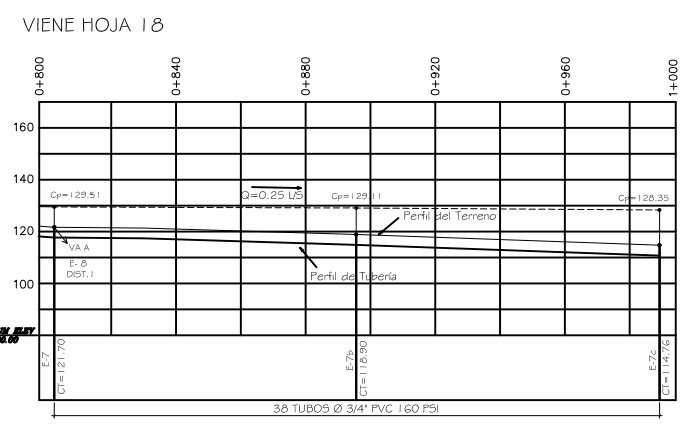 VIENE HOJA 18
0+800
0+840
0+880
0+920
0+960
1+000
160
140
120
100
Cp=129.51
Q=0.25 L/S
Cp=129.11
Cp=128.35
Perfil del Terreno
VA A
E- 8
DIST.1
Perfil de Tubería
ELEV
E-7
CT=121.70
E-7b
CT=118.90
E-7c
CT=114.76
38 TUBOS Ø 3/4" PVC 160 PSI